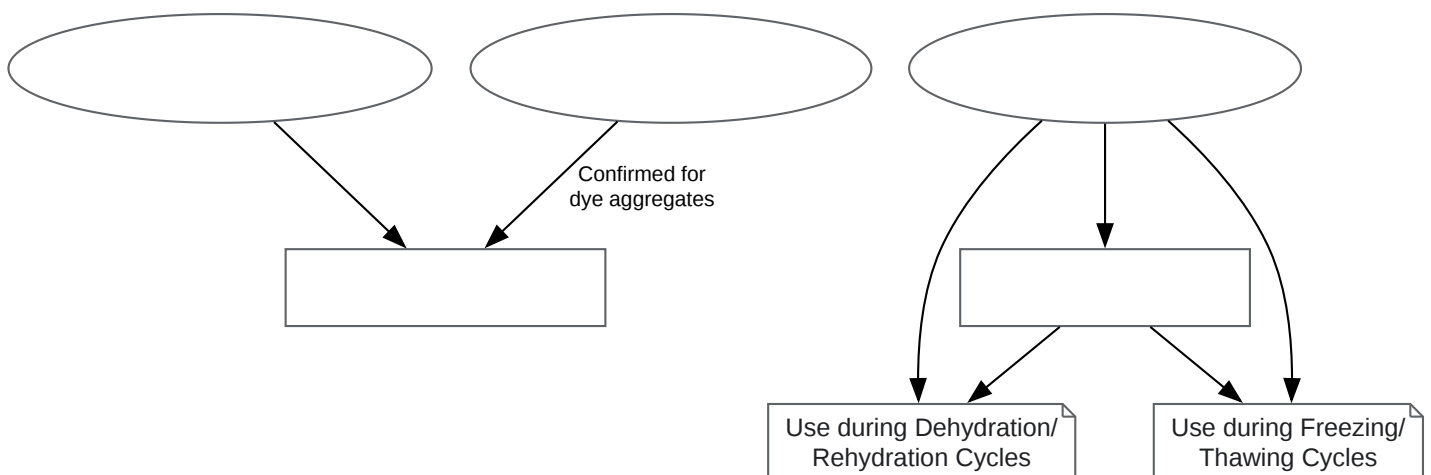 Confirmed for
dye aggregates
Use during Dehydration/
Rehydration Cycles
Use during Freezing/
Thawing Cycles